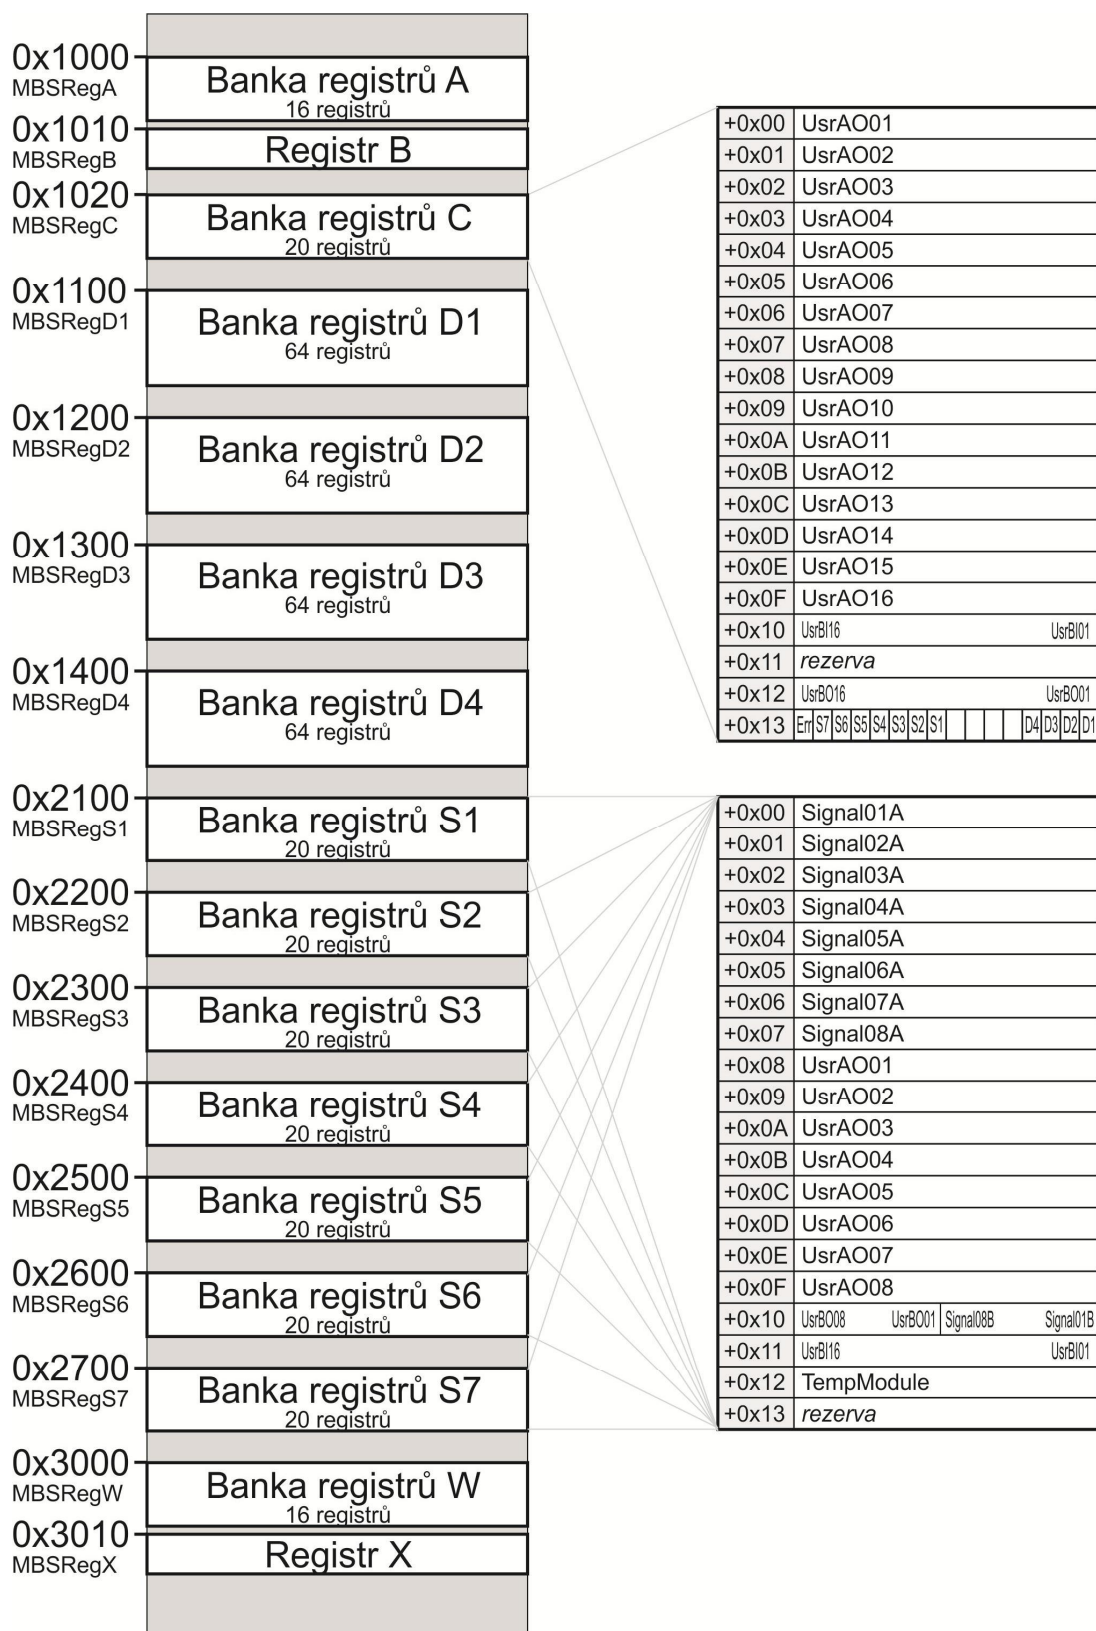 0x1000
MBSRegA
Banka registrů A
16 registrů
0x1010
MBSRegB
Registr B
0x1020
MBSRegC
Banka registrů C
20 registrů
0x1100
MBSRegD1
Banka registrů D1
64 registrů
0x1200
MBSRegD2
Banka registrů D2
64 registrů
0x1300
MBSRegD3
Banka registrů D3
64 registrů
0x1400
MBSRegD4
Banka registrů D4
64 registrů
0x2100
MBSRegS1
Banka registrů S1
20 registrů
0x2200
MBSRegS2
Banka registrů S2
20 registrů
0x2300
MBSRegS3
Banka registrů S3
20 registrů
0x2400
MBSRegS4
Banka registrů S4
20 registrů
0x2500
MBSRegS5
Banka registrů S5
20 registrů
0x2600
MBSRegS6
Banka registrů S6
20 registrů
0x2700
MBSRegS7
Banka registrů S7
20 registrů
0x3000
MBSRegW
Banka registrů W
16 registrů
0x3010
MBSRegX
Registr X
+0x00 UsrAO01
+0x01 UsrAO02
+0x02 UsrAO03
+0x03 UsrAO04
+0x04 UsrAO05
+0x05 UsrAO06
+0x06 UsrAO07
+0x07 UsrAO08
+0x08 UsrAO09
+0x09 UsrAO10
+0x0A UsrAO11
+0x0B UsrAO12
+0x0C UsrAO13
+0x0D UsrAO14
+0x0E UsrAO15
+0x0F UsrAO16
+0x10 UsrBI16 UsrBI01
+0x11 rezerva
+0x12 UsrBO16 UsrBO01
+0x13 Err S7 S6 S5 S4 S3 S2 S1 D4 D3 D2 D1
+0x00 Signal01A
+0x01 Signal02A
+0x02 Signal03A
+0x03 Signal04A
+0x04 Signal05A
+0x05 Signal06A
+0x06 Signal07A
+0x07 Signal08A
+0x08 UsrAO01
+0x09 UsrAO02
+0x0A UsrAO03
+0x0B UsrAO04
+0x0C UsrAO05
+0x0D UsrAO06
+0x0E UsrAO07
+0x0F UsrAO08
+0x10 UsrBO08 UsrBO01 Signal08B Signal01B
+0x11 UsrBI16 UsrBI01
+0x12 TempModule
+0x13 rezerva